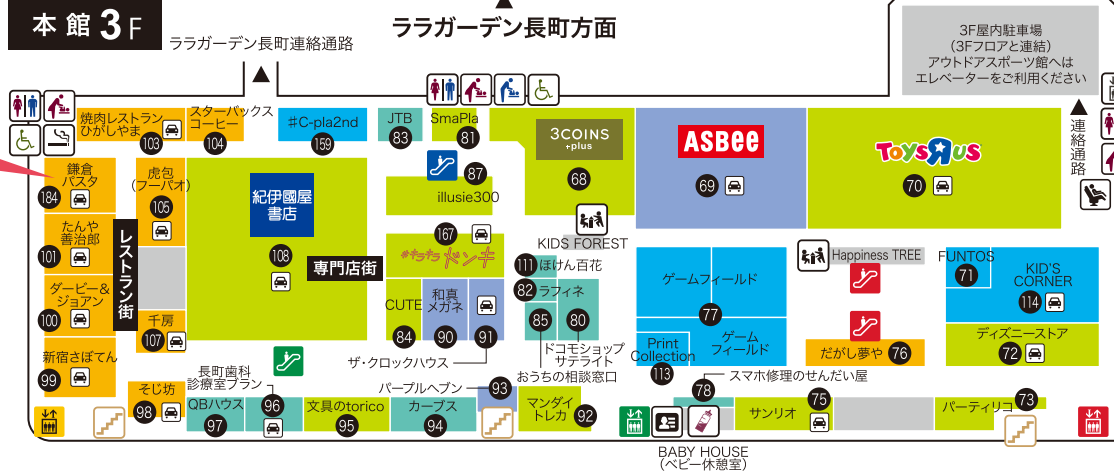 本館 3F
ララガーデン長町方面
ララガーデン長町連絡通路
3F屋内駐車場
（3Fフロアと連結）
アウトドアスポーツ館へは
エレベーターをご利用ください
連絡通路
焼肉レストラン
ひがしやま
103
スターバックス
コーヒー
104
#C-pla2nd
159
JTB
83
SmaPla
81
3COINS
+plus
68
ASBee
69
ToysЯUs
70
鎌倉
パスタ
184
虎包
(フーパオ)
105
紀伊國屋
書店
108
87
illusie300
KIDS FOREST
たんや
善治郎
101
レストラン街
専門店街
167
キラキラドンキ
111 ほけん百花
82 ラフィネ
85
80
ゲームフィールド
77
ゲーム
フィールド
Happiness TREE
FUNTOS
71
KID'S
CORNER
114
ダービー&
ジョアン
100
千房
107
CUTE
84
和真
メガネ
90
91
ザ・クロックハウス
ドコモショップ
サテライト
おうちの相談窓口
Print
Collection
113
だがし夢や 76
ディズニーストア
72
新宿さぼてん
99
そじ坊
98
長町歯科
診療室プラン
QBハウス
97
96
文具のtorico
95
パープルヘブン 93
カーブス
94
マンダイ
トレカ 92
78 スマホ修理のせんだい屋
サンリオ
75
パーティリコ 73
BABY HOUSE
（ベビー休憩室）